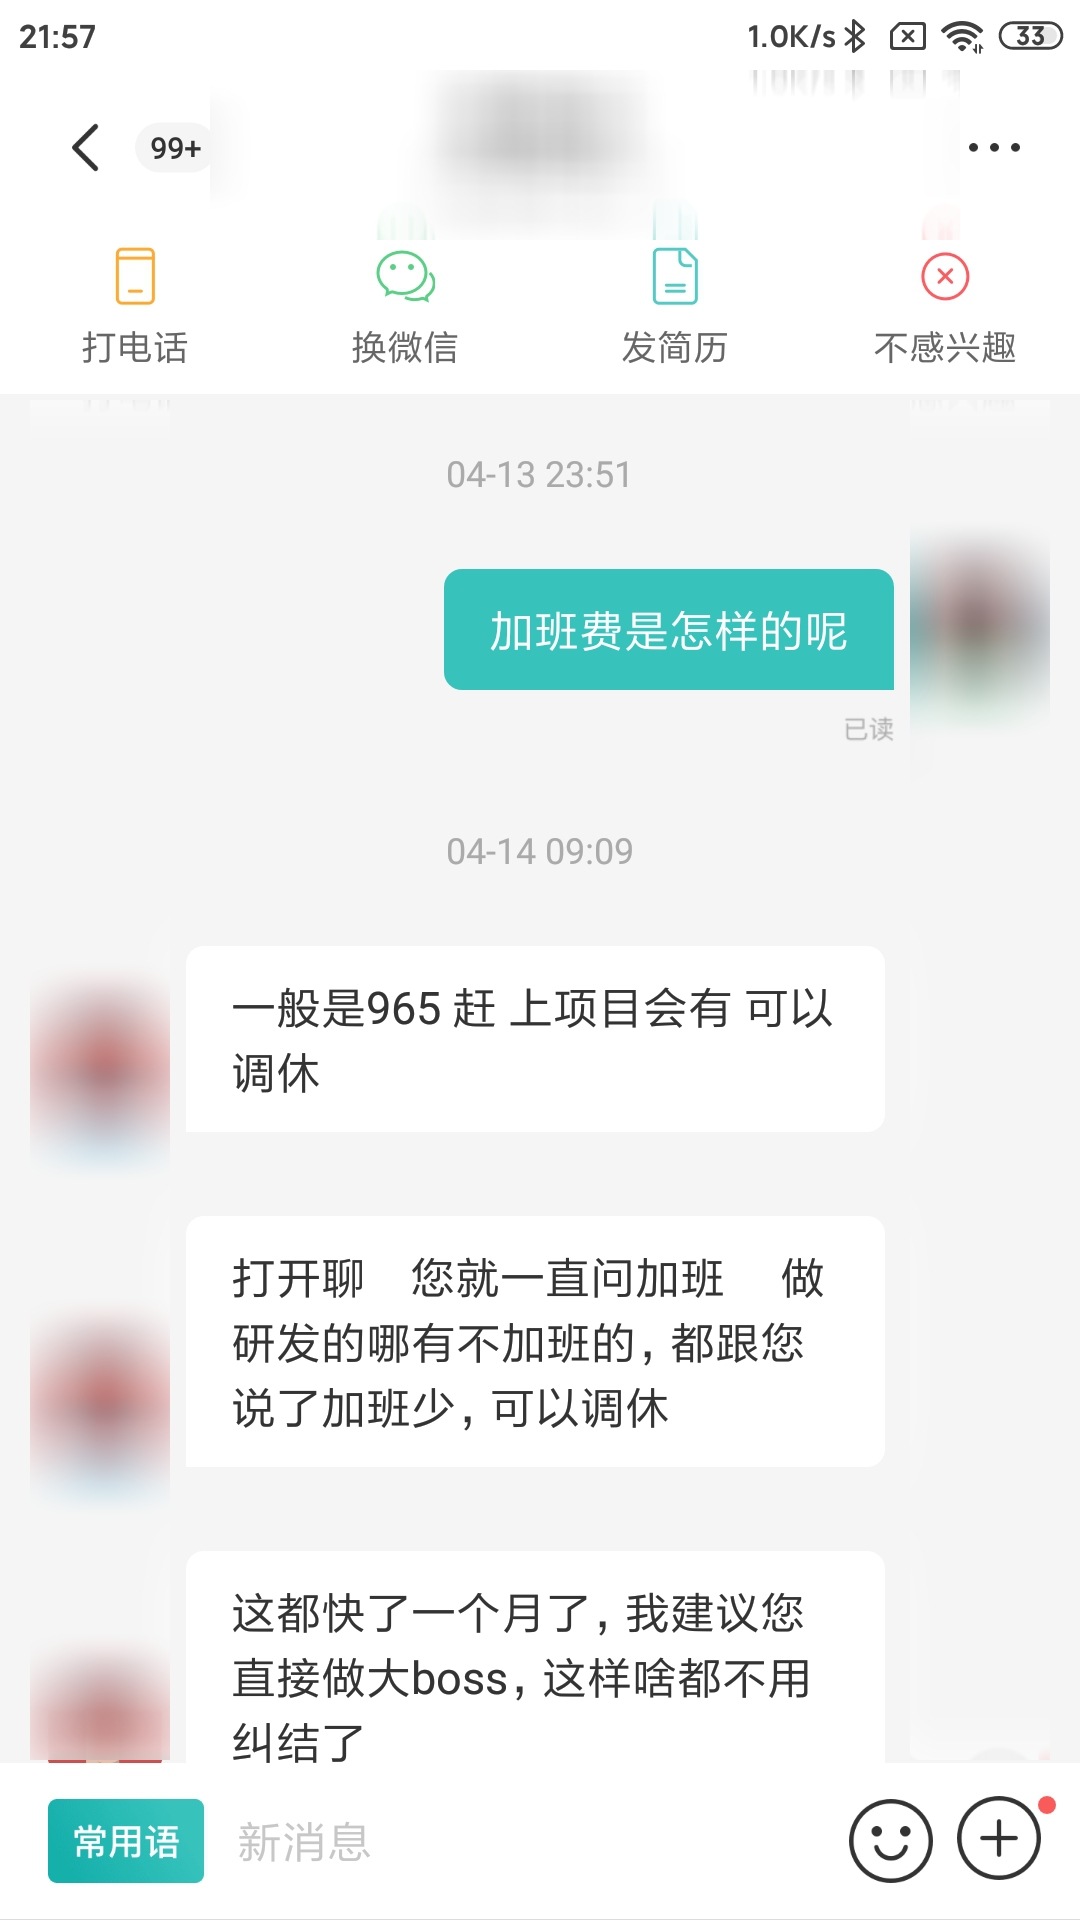 21:57
1.0K/s
33
99+
打电话
换微信
发简历
不感兴趣
04-13 23:51
加班费是怎样的呢
已读
04-14 09:09
一般是965 赶 上项目会有 可以
调休
打开聊 您就一直问加班 做
研发的哪有不加班的，都跟您
说了加班少，可以调休
这都快了一个月了，我建议您
直接做大boss，这样啥都不用
纠结了
常用语
新消息